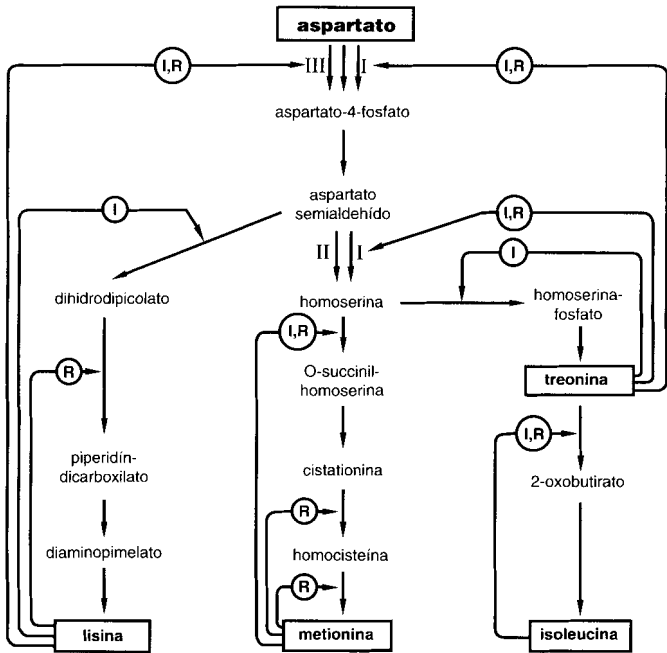 aspartato
I,R
III
I
I,R
aspartato-4-fosfato
I
aspartato
semialdehído
I,R
II
I
I
dihidrodipicolato
homoserina
homoserina-
fosfato
I,R
R
O-succinil-
homoserina
treonina
I,R
piperidín-
dicarboxilato
cistationina
2-oxobutirato
R
diaminopimelato
homocisteína
R
lisina
metionina
isoleucina